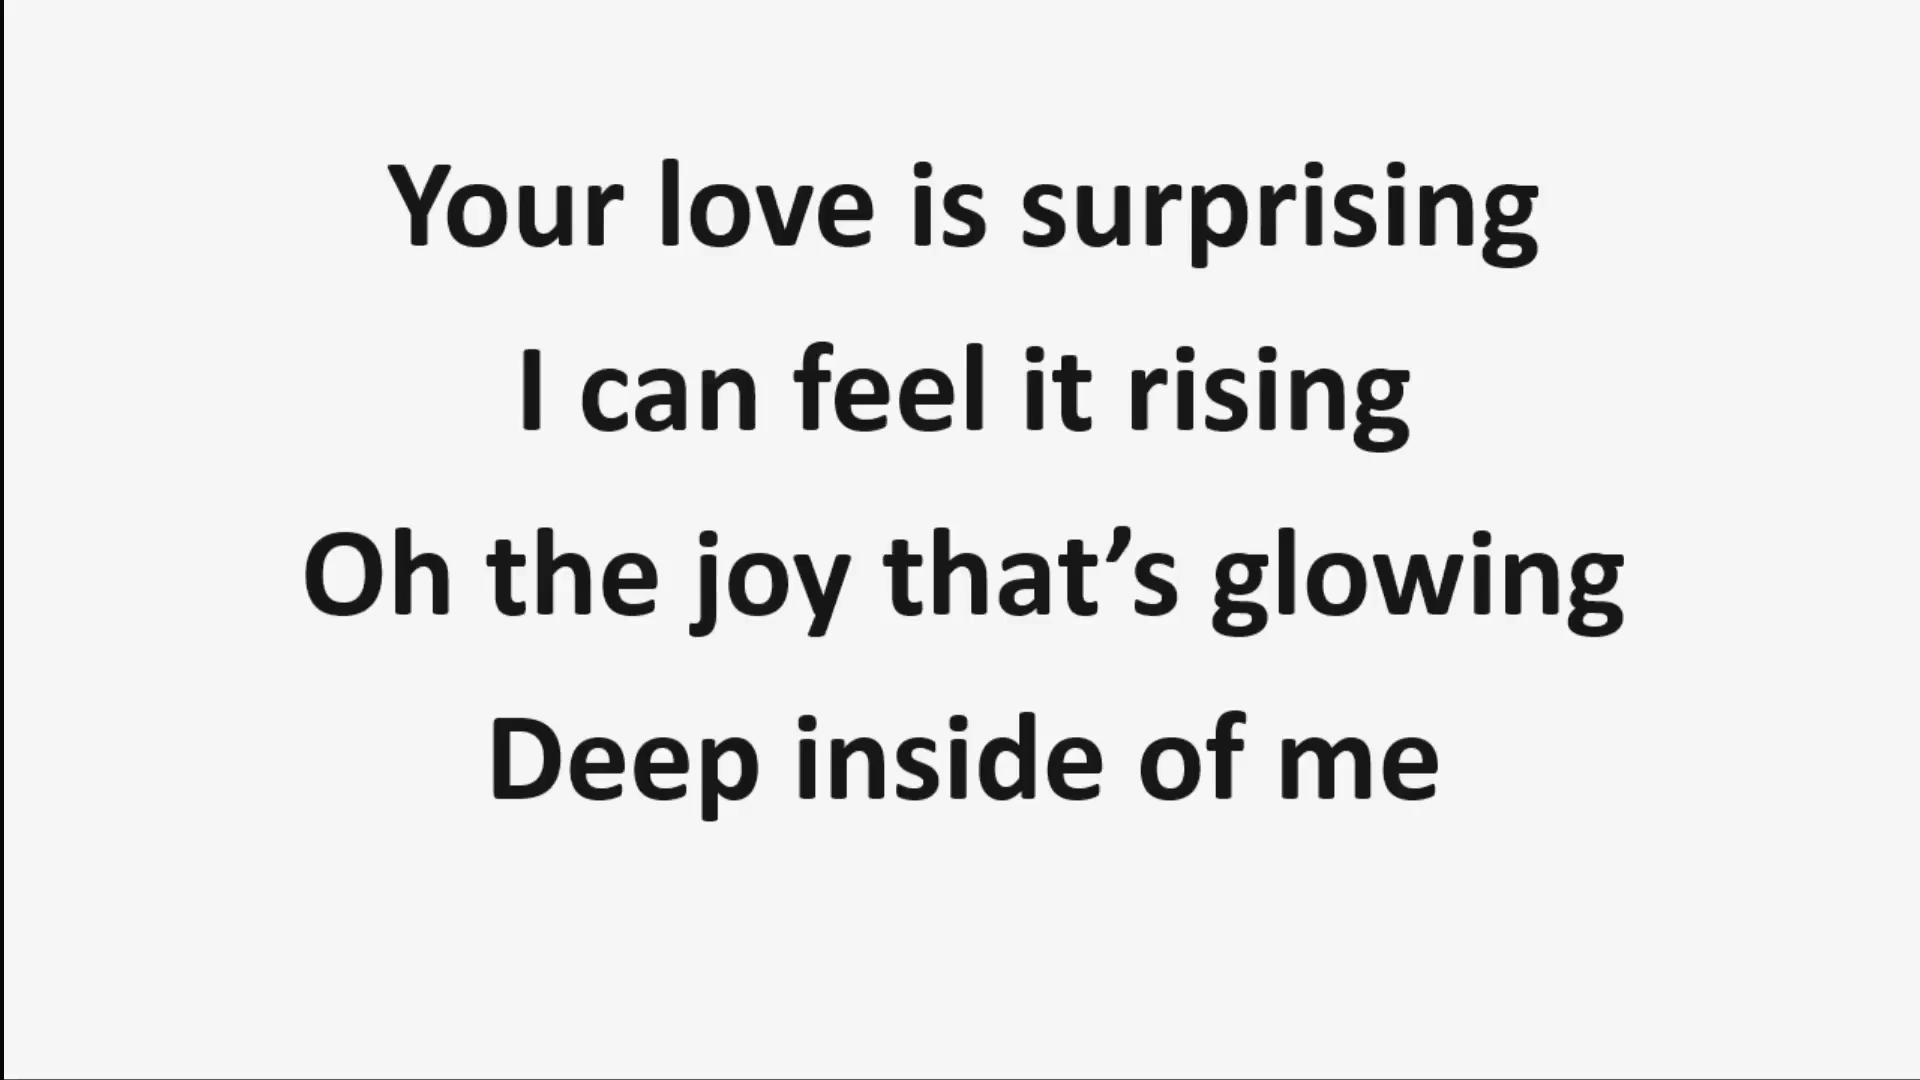 Your love is surprising
I can feel it rising
Oh the joy that’s glowing
Deep inside of me